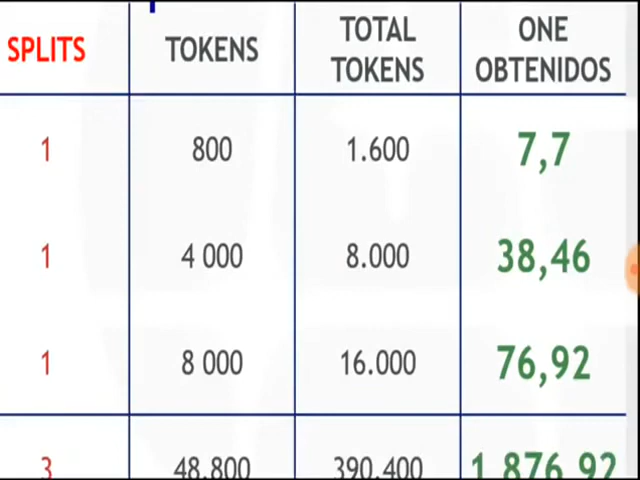 SPLITS TOKENS TOTAL TOKENS ONE OBTENIDOS
1 800 1.600 7,7
1 4 000 8.000 38,46
1 8 000 16.000 76,92
3 48.800 390.400 1.876,92